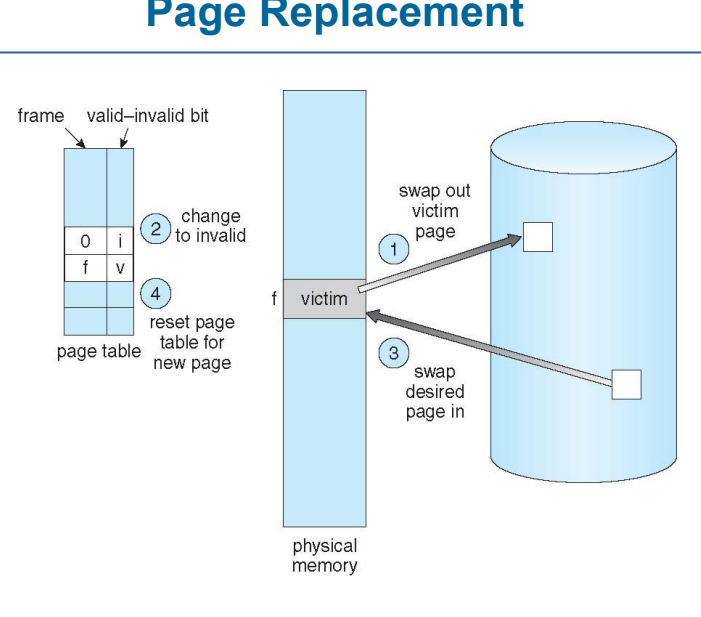 Page Replacement
frame
valid–invalid bit
0
i
f
v
2
change
to invalid
4
reset page
table for
new page
page table
f
victim
swap out
victim
page
1
3
swap
desired
page in
physical
memory